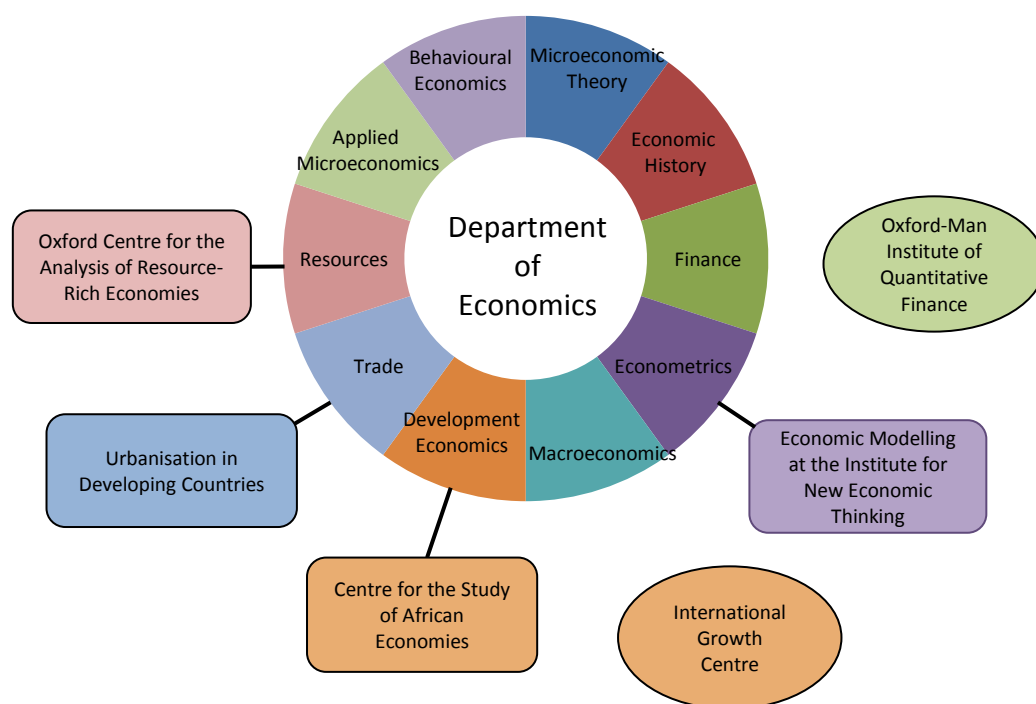 Behavioural
Economics
Microeconomic
Theory
Applied
Microeconomics
Economic
History
Department
of
Economics
Resources
Finance
Trade
Econometrics
Development
Economics
Macroeconomics
Oxford Centre for the
Analysis of Resource-
Rich Economies
Oxford-Man
Institute of
Quantitative
Finance
Urbanisation in
Developing Countries
Economic Modelling
at the Institute for
New Economic
Thinking
Centre for the Study
of African
Economies
International
Growth
Centre